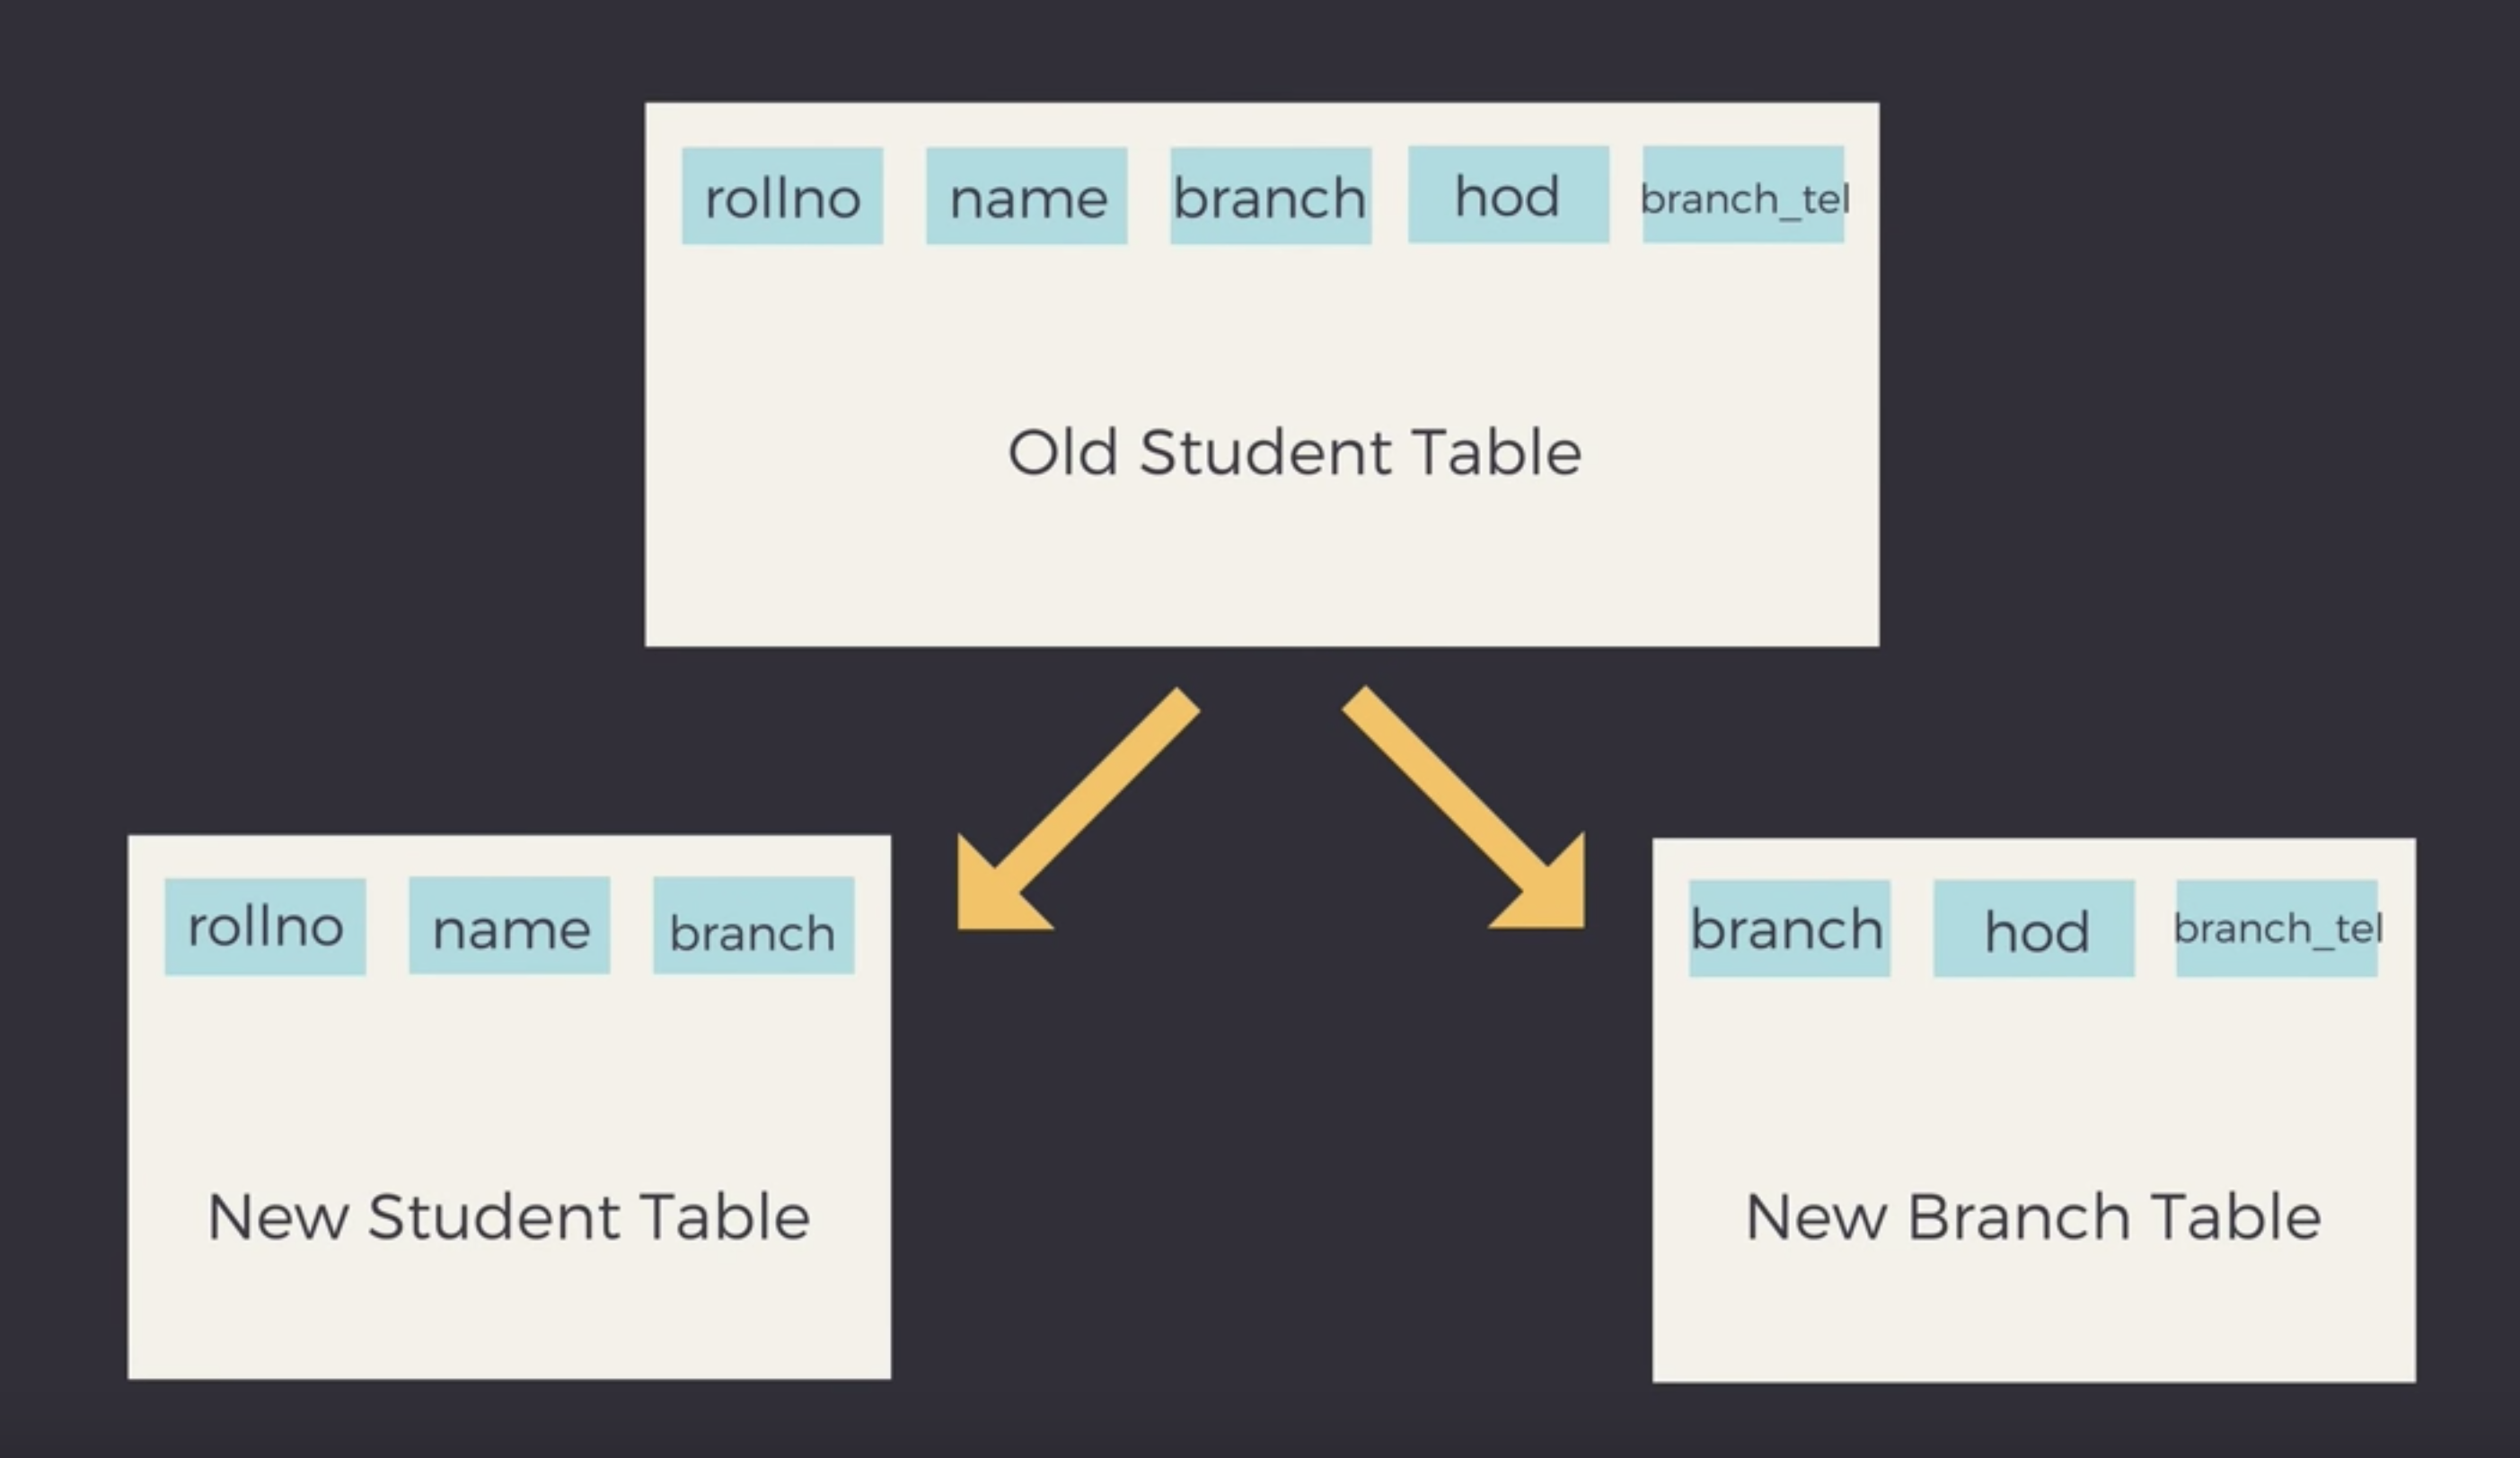 rollno name branch hod branch_tel
Old Student Table
rollno name branch
New Student Table
branch hod branch_tel
New Branch Table